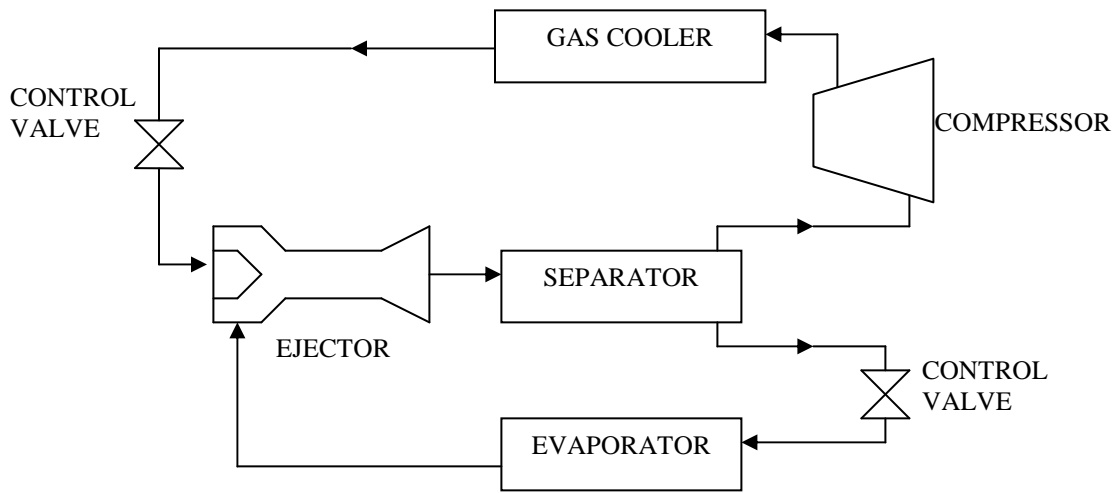 GAS COOLER
CONTROL
VALVE
COMPRESSOR
SEPARATOR
EJECTOR
CONTROL
VALVE
EVAPORATOR